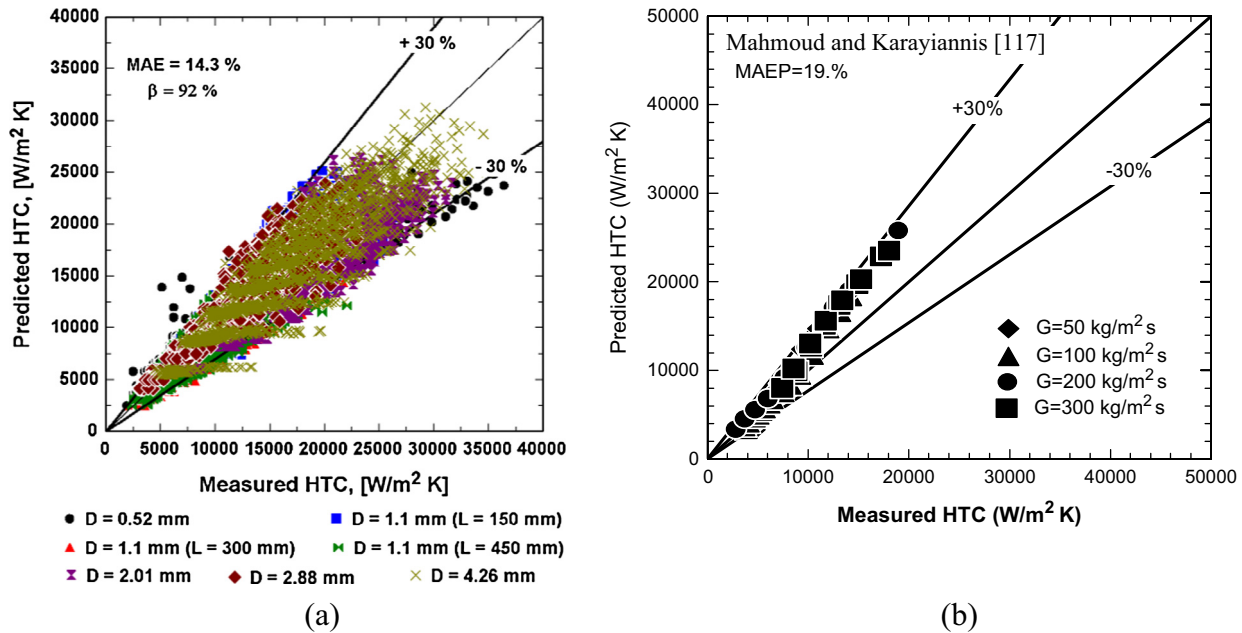 40000
35000
30000
25000
20000
15000
10000
5000
0
Predicted HTC, [W/m² K]
MAE = 14.3 %
β = 92 %
+ 30 %
- 30 %
0 5000 10000 15000 20000 25000 30000 35000 40000
Measured HTC, [W/m² K]
D = 0.52 mm
D = 1.1 mm (L = 150 mm)
D = 1.1 mm (L = 300 mm)
D = 1.1 mm (L = 450 mm)
D = 2.01 mm
D = 2.88 mm
D = 4.26 mm
(a)
50000
40000
30000
20000
10000
0
Predicted HTC (W/m² K)
Mahmoud and Karayiannis [117]
MAEP=19.%
+30%
-30%
G=50 kg/m² s
G=100 kg/m² s
G=200 kg/m² s
G=300 kg/m² s
0 10000 20000 30000 40000 50000
Measured HTC (W/m² K)
(b)